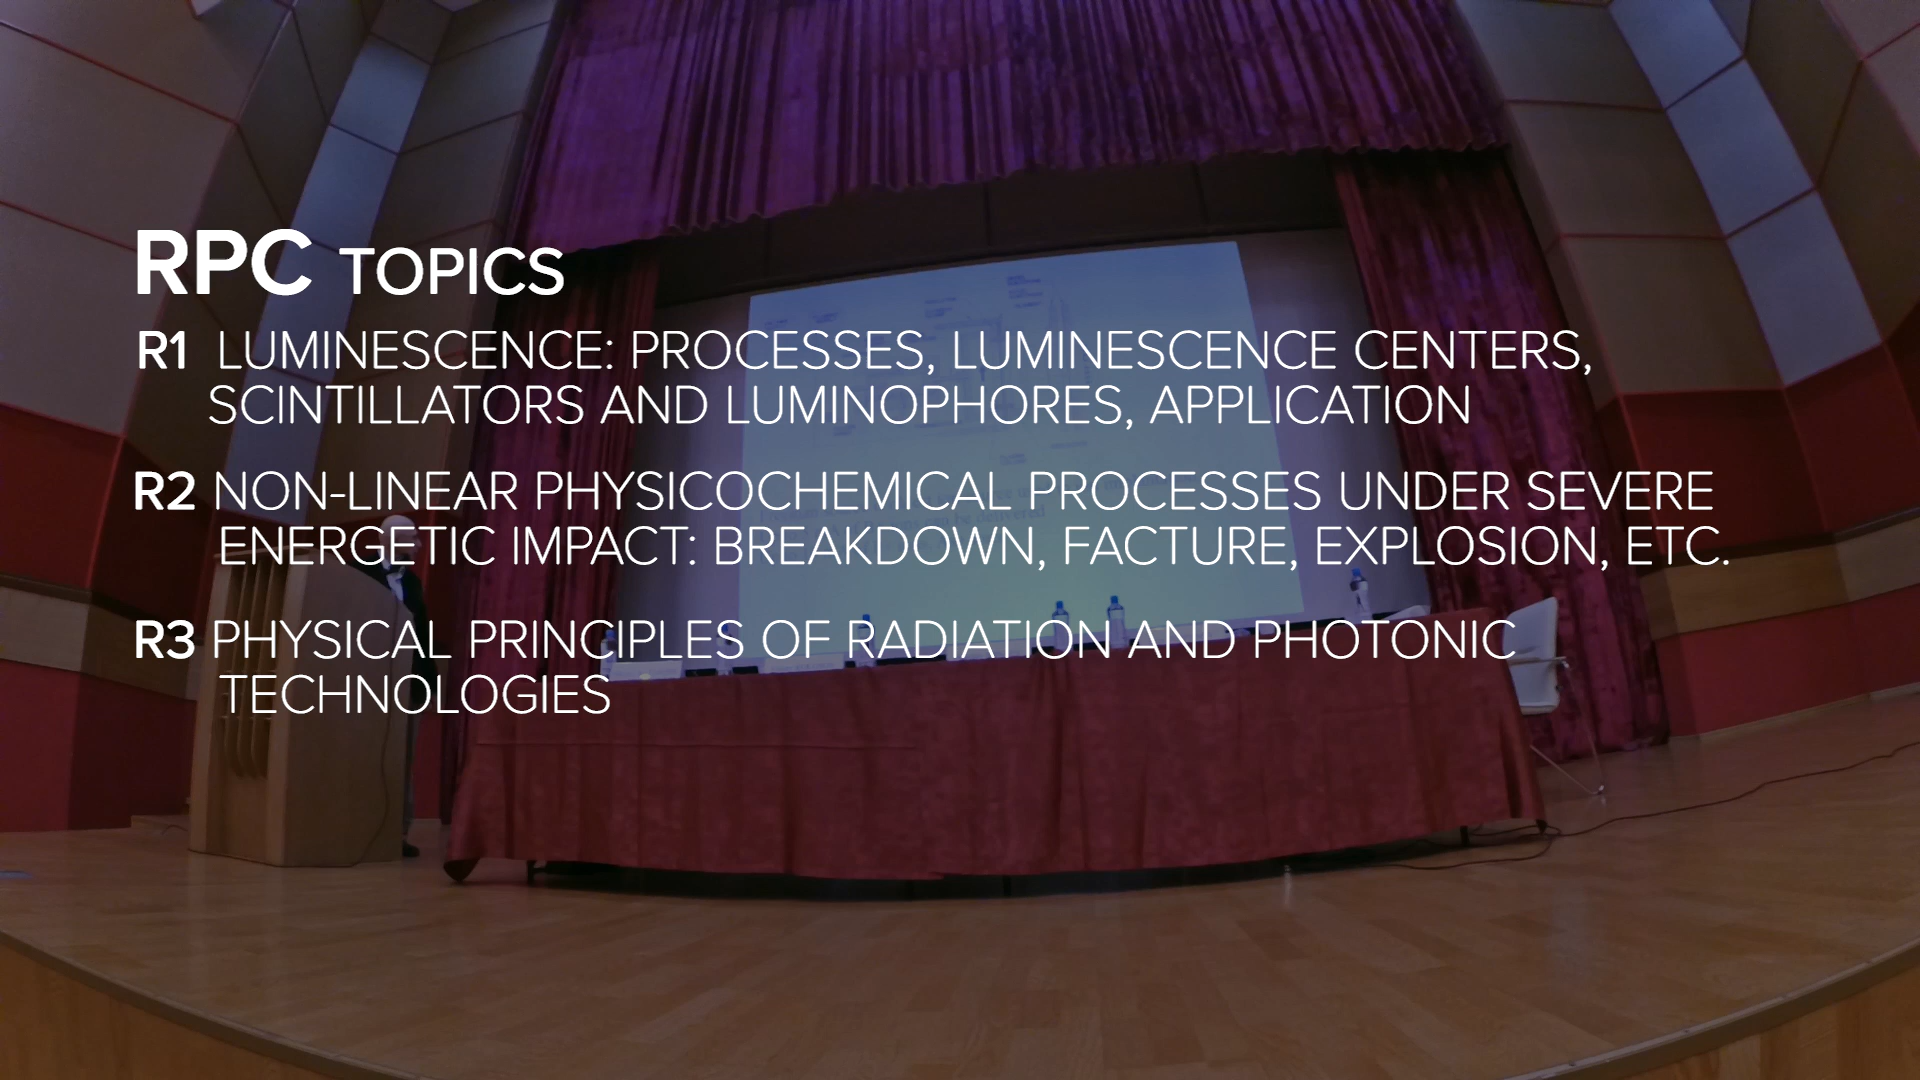 RPC TOPICS
R1 LUMINESCENCE: PROCESSES, LUMINESCENCE CENTERS,
SCINTILLATORS AND LUMINOPHORES, APPLICATION
R2 NON-LINEAR PHYSICOCHEMICAL PROCESSES UNDER SEVERE
ENERGETIC IMPACT: BREAKDOWN, FACTURE, EXPLOSION, ETC.
R3 PHYSICAL PRINCIPLES OF RADIATION AND PHOTONIC
TECHNOLOGIES